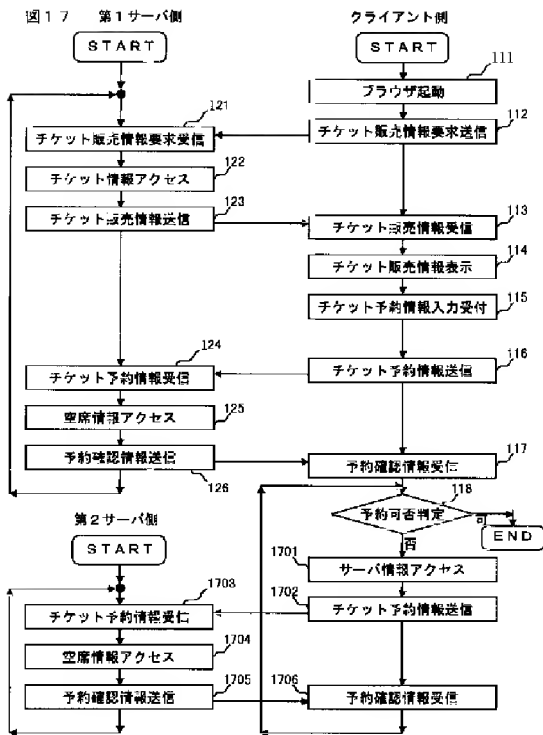 図17 第1サーバ側 クライアント側
START START
ブラウザ起動 111
チケット販売情報要求受信 121 チケット販売情報要求送信 112
チケット情報アクセス 122
チケット販売情報送信 123 チケット販売情報受信 113
チケット販売情報表示 114
チケット予約情報入力受付 115
チケット予約情報受信 124 チケット予約情報送信 116
空席情報アクセス 125
予約確認情報送信 126 予約確認情報受信 117
予約可否判定 118 可 END
否
第2サーバ側
START
サーバ情報アクセス 1701
チケット予約情報受信 1703 チケット予約情報送信 1702
空席情報アクセス 1704
予約確認情報送信 1705 予約確認情報受信 1706